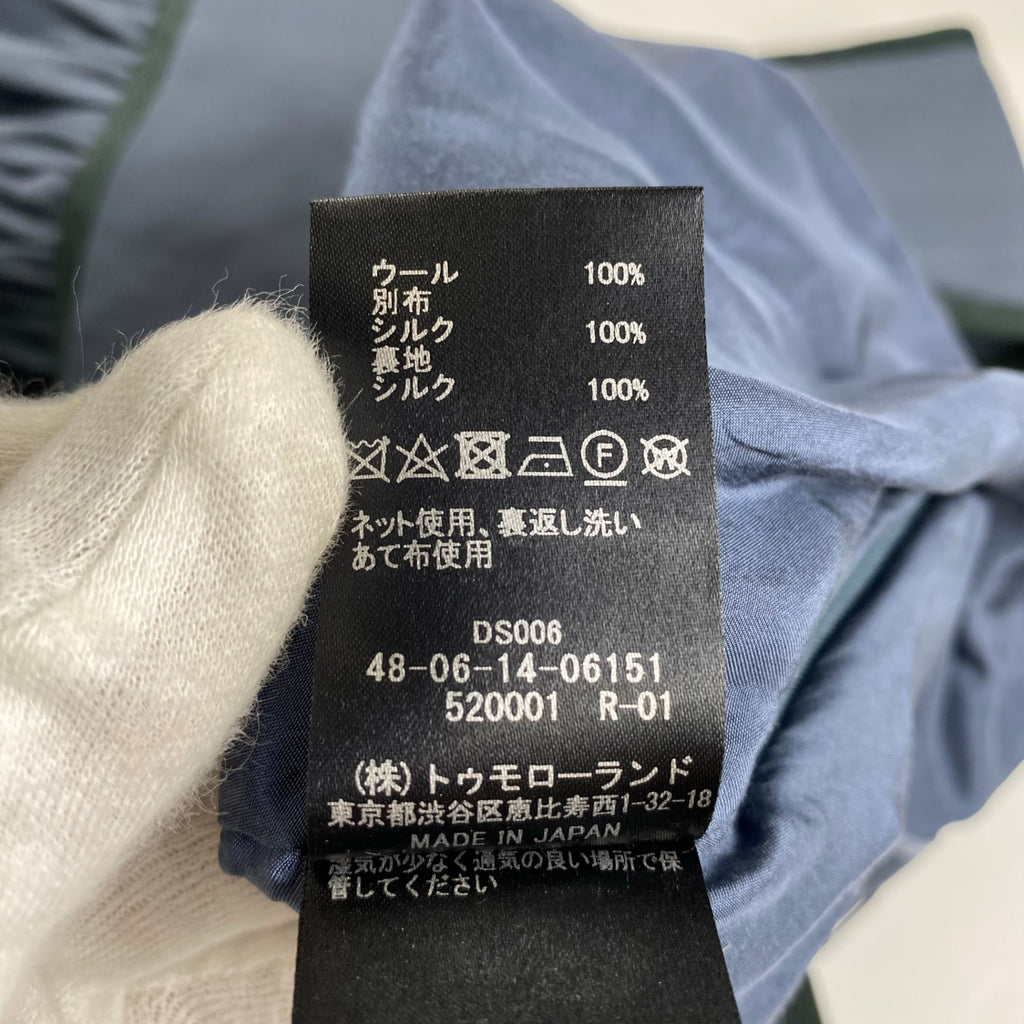 ウール 100%
別布
シルク 100%
裏地
シルク 100%
F W
ネット使用、裏返し洗い
あて布使用
DS006
48-06-14-06151
520001 R-01
(株)トゥモローランド
東京都渋谷区恵比寿西1-32-18
MADE IN JAPAN
湿気が少なく通気の良い場所で保
管してください